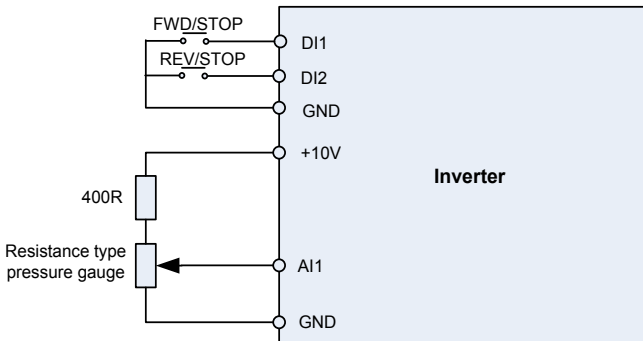 FWD/STOP
DI1
REV/STOP
DI2
GND
+10V
Inverter
400R
Resistance type
pressure gauge
AI1
GND